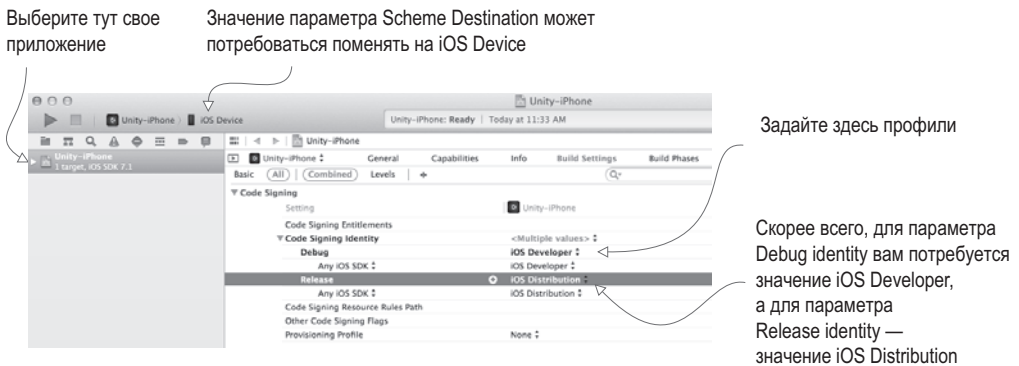 Выберите тут свое
приложение
Значение параметра Scheme Destination может
потребоваться поменять на iOS Device
Unity-iPhone
Unity-iPhone
iOS Device
Unity-iPhone: Ready | Today at 11:33 AM
Unity-iPhone
1 target, iOS SDK 7.1
Unity-iPhone
Unity-iPhone General Capabilities Info Build Settings Build Phases
Basic All Combined Levels +
Code Signing
Setting Unity-iPhone
Code Signing Entitlements
Code Signing Identity <Multiple values>
Debug iOS Developer
Any iOS SDK iOS Developer
Release iOS Distribution
Any iOS SDK iOS Distribution
Code Signing Resource Rules Path
Other Code Signing Flags
Provisioning Profile None
Задайте здесь профили
Скорее всего, для параметра
Debug identity вам потребуется
значение iOS Developer,
а для параметра
Release identity —
значение iOS Distribution